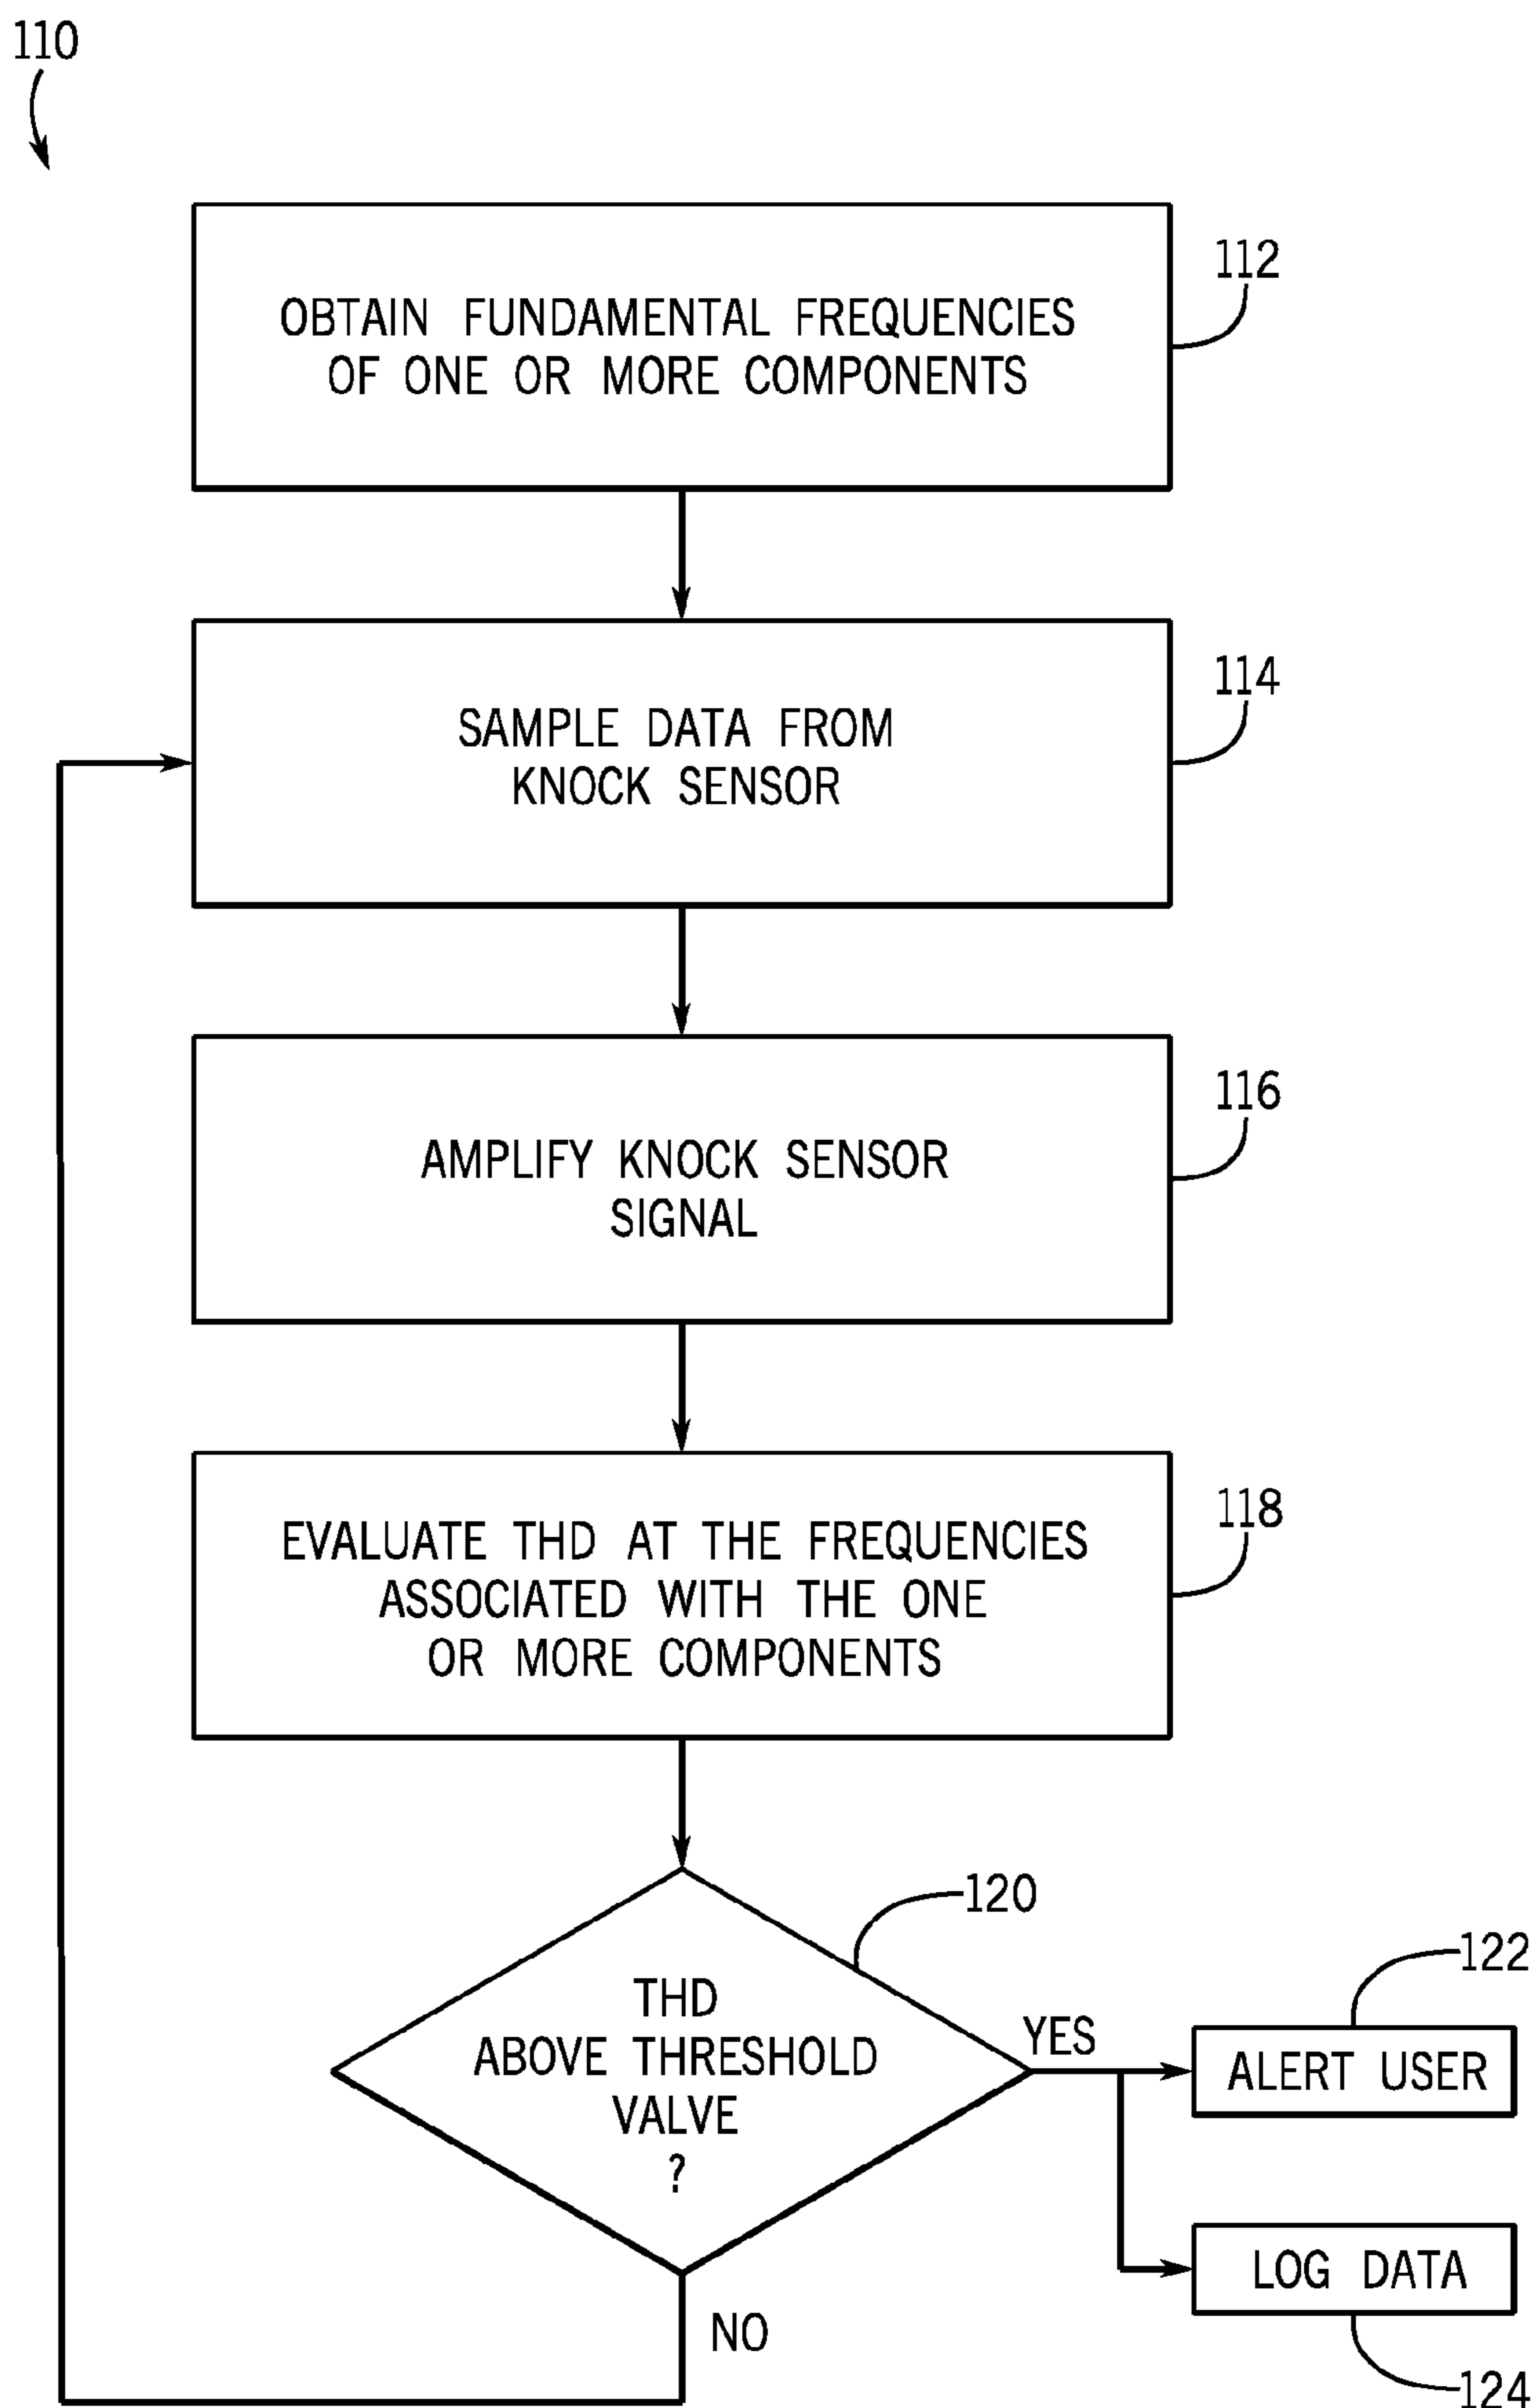 110
112
OBTAIN FUNDAMENTAL FREQUENCIES
OF ONE OR MORE COMPONENTS
114
SAMPLE DATA FROM
KNOCK SENSOR
116
AMPLIFY KNOCK SENSOR
SIGNAL
118
EVALUATE THD AT THE FREQUENCIES
ASSOCIATED WITH THE ONE
OR MORE COMPONENTS
120
THD
ABOVE THRESHOLD
VALVE
?
YES
122
ALERT USER
LOG DATA
NO
124